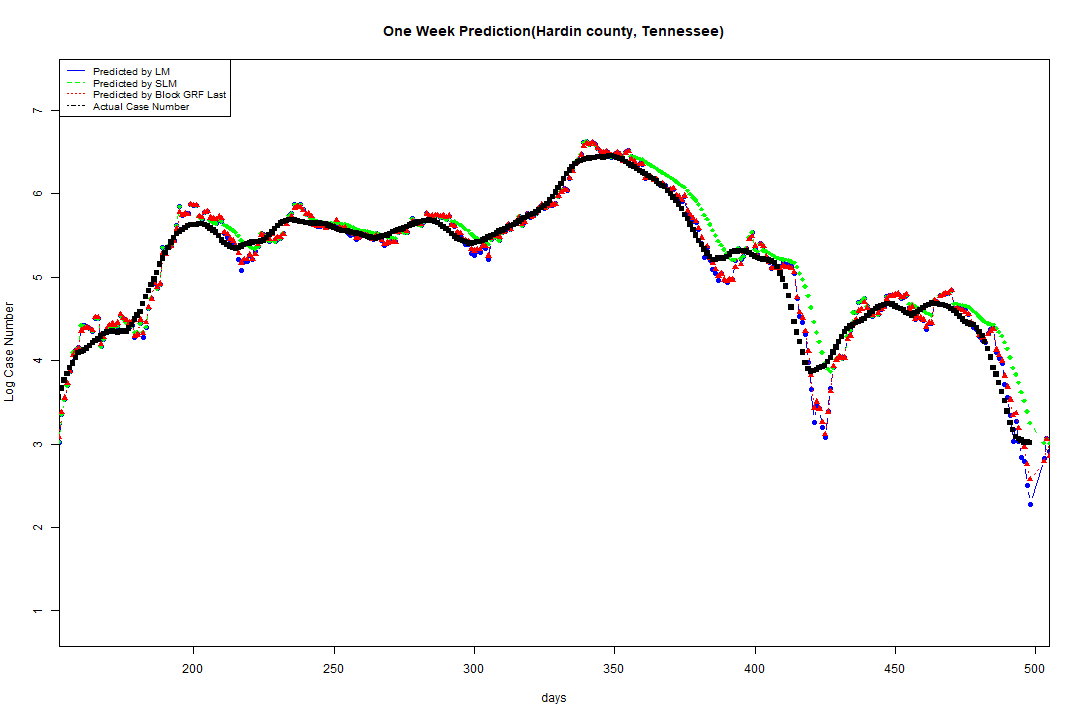 One Week Prediction(Hardin county, Tennessee)
Predicted by LM
Predicted by SLM
Predicted by Block GRF Last
Actual Case Number
7
6
5
4
3
2
1
Log Case Number
200 250 300 350 400 450 500
days